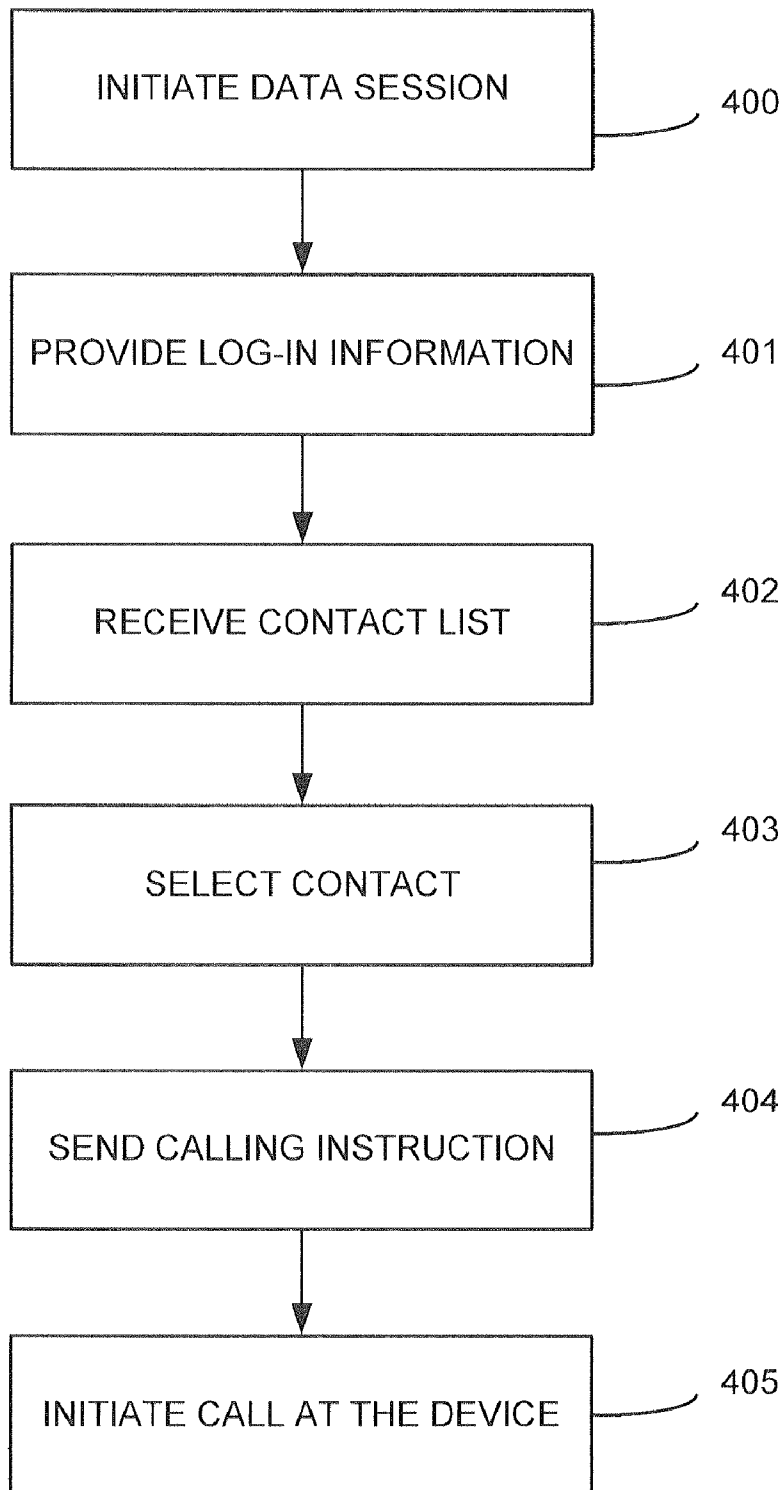 INITIATE DATA SESSION
400
PROVIDE LOG-IN INFORMATION
401
RECEIVE CONTACT LIST
402
SELECT CONTACT
403
SEND CALLING INSTRUCTION
404
INITIATE CALL AT THE DEVICE
405